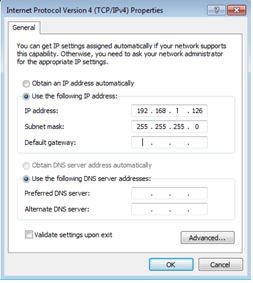 Internet Protocol Version 4 (TCP/IPv4) Properties
General
You can get IP settings assigned automatically if your network supports
this capability. Otherwise, you need to ask your network administrator
for the appropriate IP settings.
Obtain an IP address automatically
Use the following IP address:
IP address: 192 . 168 . 1 . 126
Subnet mask: 255 . 255 . 255 . 0
Default gateway: . . .
Obtain DNS server address automatically
Use the following DNS server addresses:
Preferred DNS server: . . .
Alternate DNS server: . . .
Validate settings upon exit
Advanced...
OK Cancel